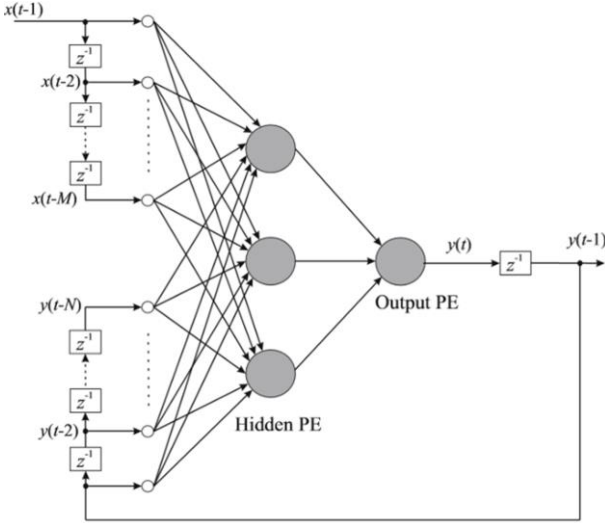 x(t-1)
z⁻¹
x(t-2)
z⁻¹
z⁻¹
x(t-M)
y(t)
z⁻¹
y(t-1)
Output PE
y(t-N)
z⁻¹
z⁻¹
Hidden PE
y(t-2)
z⁻¹